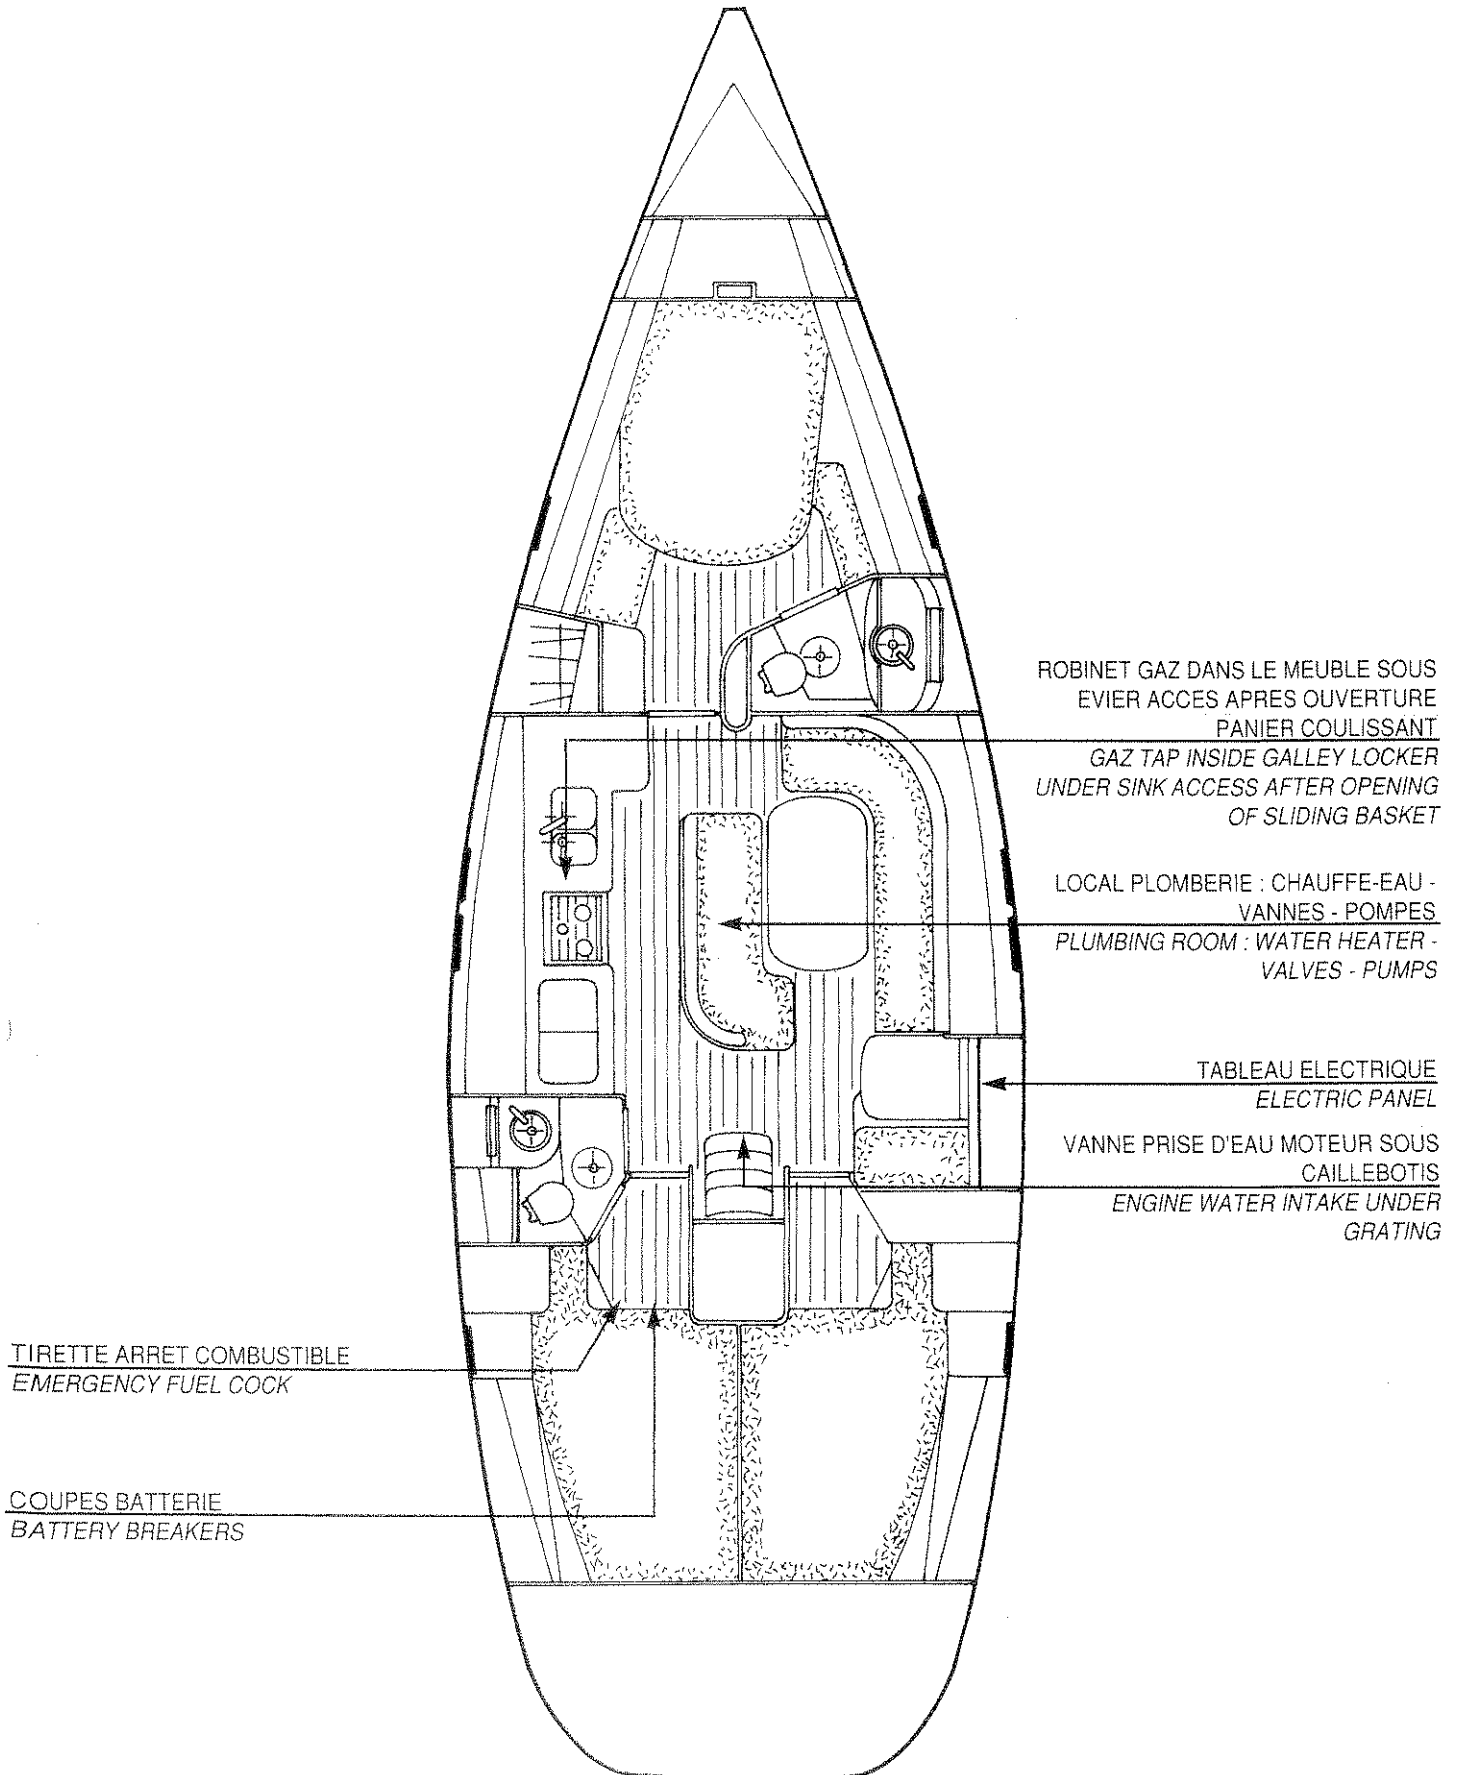 ROBINET GAZ DANS LE MEUBLE SOUS
EVIER ACCES APRES OUVERTURE
PANIER COULISSANT
GAZ TAP INSIDE GALLEY LOCKER
UNDER SINK ACCESS AFTER OPENING
OF SLIDING BASKET
LOCAL PLOMBERIE : CHAUFFE-EAU -
VANNES - POMPES
PLUMBING ROOM : WATER HEATER -
VALVES - PUMPS
TABLEAU ELECTRIQUE
ELECTRIC PANEL
VANNE PRISE D'EAU MOTEUR SOUS
CAILLEBOTIS
ENGINE WATER INTAKE UNDER
GRATING
TIRETTE ARRET COMBUSTIBLE
EMERGENCY FUEL COCK
COUPES BATTERIE
BATTERY BREAKERS